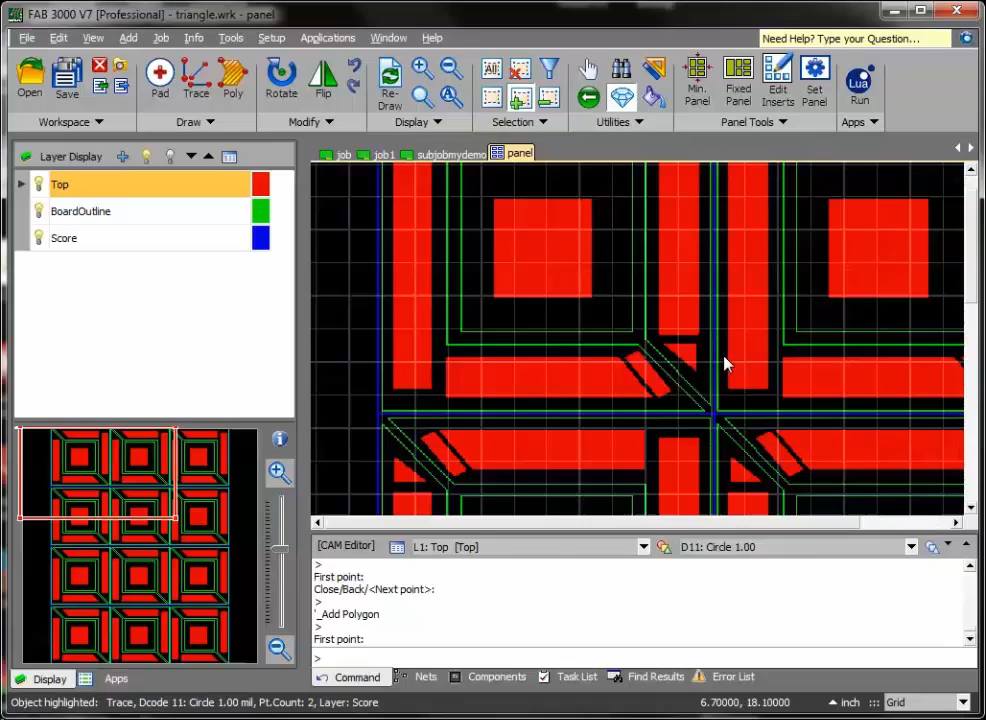 FAB 3000 V7 [Professional] - triangle.wrk - panel
File Edit View Add Job Info Tools Setup Applications Window Help
Need Help? Type your Question...
Open Save Pad Trace Poly Rotate Flip Re-Draw Min. Panel Fixed Panel Edit Inserts Set Panel Lua Run
Workspace Draw Modify Display Selection Utilities Panel Tools Apps
Layer Display
job job1 subjobmydemo panel
Top
BoardOutline
Score
[CAM Editor] L1: Top [Top] D11: Circle 1.00
>
First point:
Close/Back/<Next point>:
>
'_Add Polygon
>
First point:
>
Display Apps
Command Nets Components Task List Find Results Error List
Object highlighted: Trace, Dcode 11: Circle 1.00 mil, Pt.Count: 2, Layer: Score
6.70000, 18.10000 inch Grid